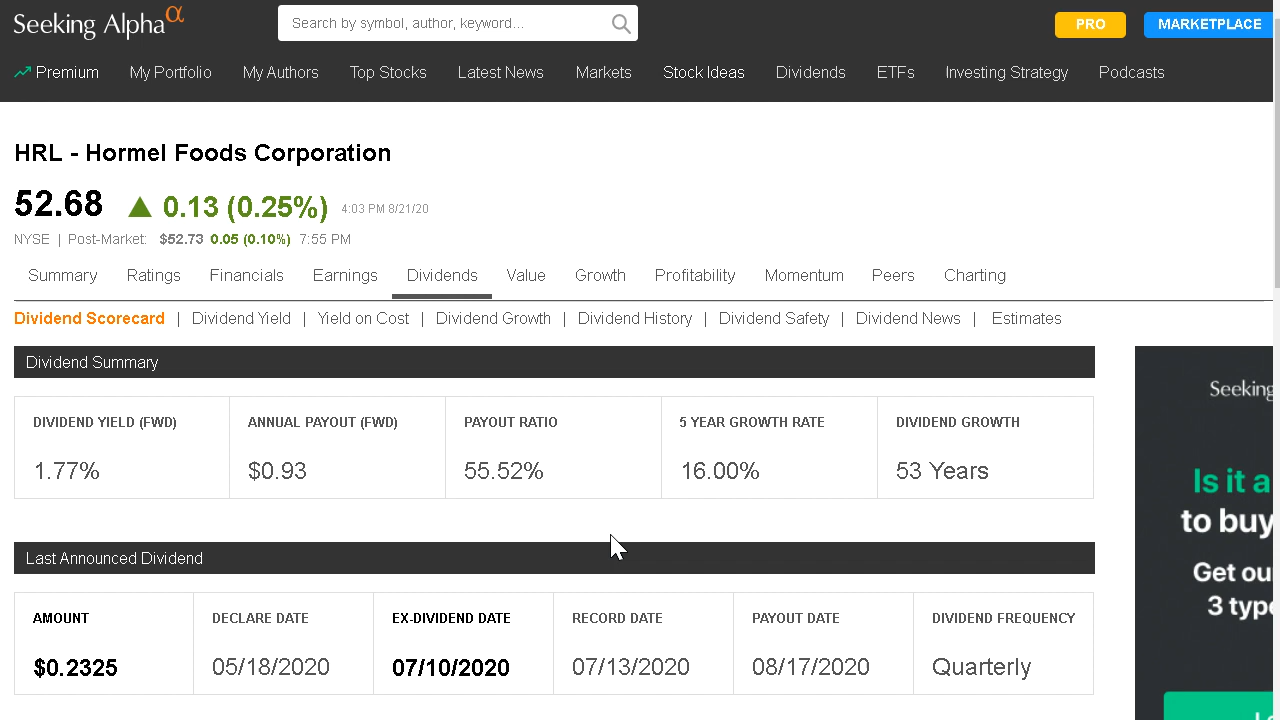 Seeking Alpha α
Search by symbol, author, keyword...
PRO
MARKETPLACE
Premium My Portfolio My Authors Top Stocks Latest News Markets Stock Ideas Dividends ETFs Investing Strategy Podcasts
HRL - Hormel Foods Corporation
52.68 ▲ 0.13 (0.25%) 4:03 PM 8/21/20
NYSE | Post-Market: $52.73 0.05 (0.10%) 7:55 PM
Summary Ratings Financials Earnings Dividends Value Growth Profitability Momentum Peers Charting
Dividend Scorecard | Dividend Yield | Yield on Cost | Dividend Growth | Dividend History | Dividend Safety | Dividend News | Estimates
Dividend Summary
DIVIDEND YIELD (FWD) ANNUAL PAYOUT (FWD) PAYOUT RATIO 5 YEAR GROWTH RATE DIVIDEND GROWTH
1.77% $0.93 55.52% 16.00% 53 Years
Last Announced Dividend
AMOUNT DECLARE DATE EX-DIVIDEND DATE RECORD DATE PAYOUT DATE DIVIDEND FREQUENCY
$0.2325 05/18/2020 07/10/2020 07/13/2020 08/17/2020 Quarterly
Seeking
Is it a
to buy
Get ou
3 type